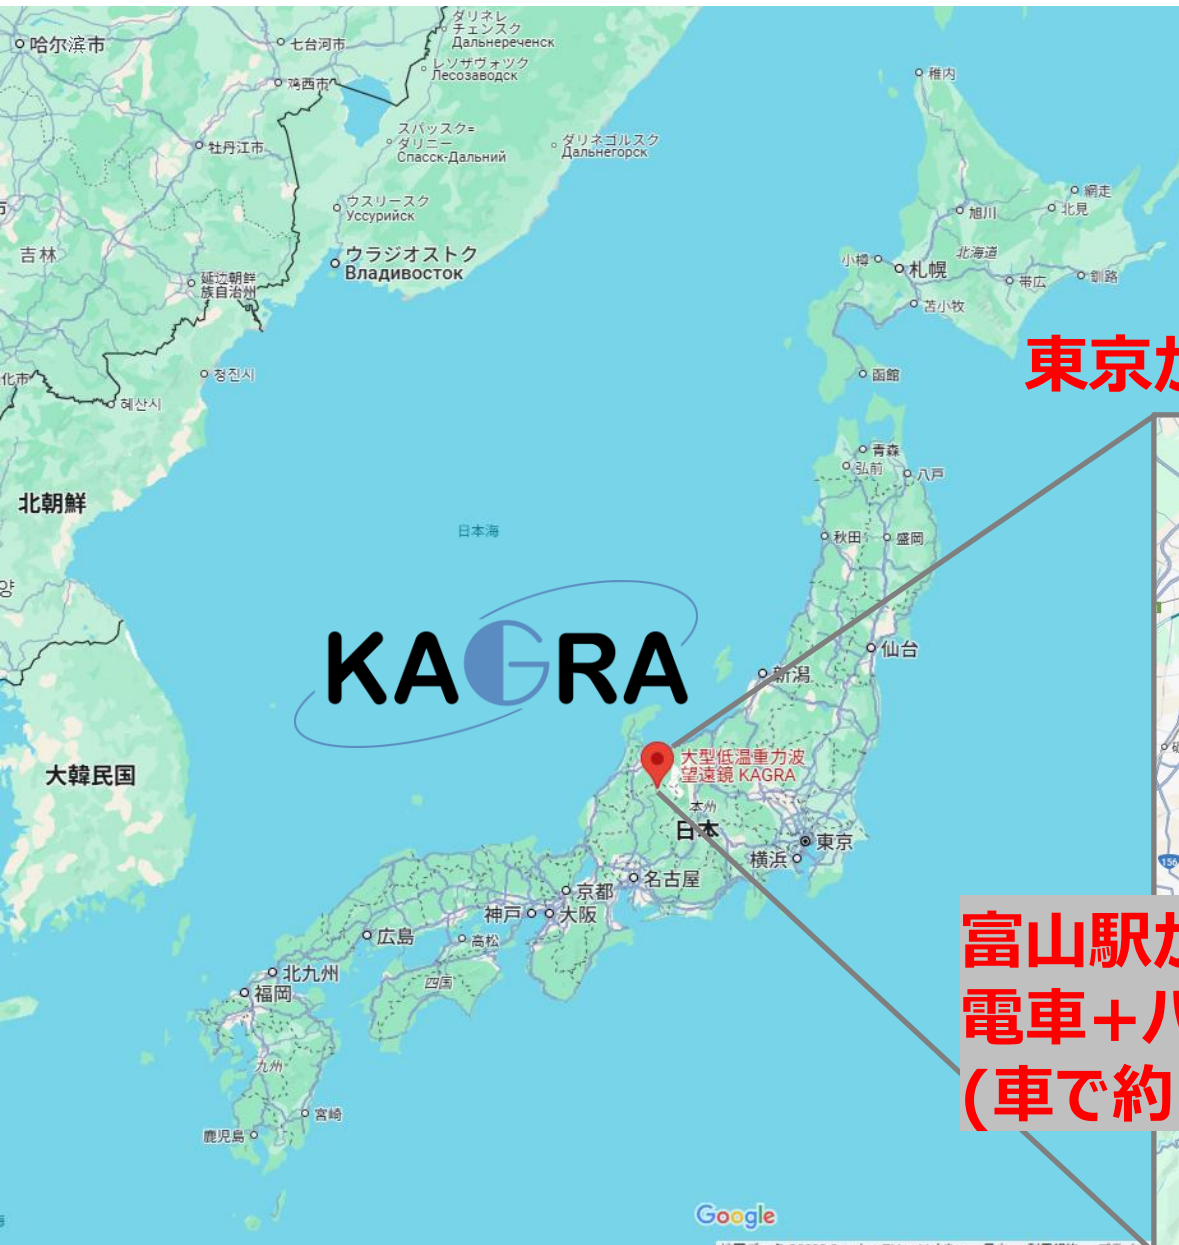 ダリネレ
チェンスク
Дальнереченск
哈尔滨市
七台河市
レソザヴォツク
Лесозаводск
鸡西市
稚内
スパッスク=
ダリニー
Спасск-Дальний
ダリネゴルスク
Дальнегорск
牡丹江市
網走
北見
旭川
ウスリースク
Уссурийск
市
吉林
ウラジオストク
Владивосток
小樽
札幌
北海道
帯広
釧路
延边朝鲜
族自治州
苫小牧
東京か
化市
청진시
函館
혜산시
青森
弘前
八戸
北朝鮮
日本海
秋田
盛岡
양
KAGRA
仙台
新潟
大型低温重力波
望遠鏡 KAGRA
大韓民国
本州
日本
東京
横浜
156
名古屋
京都
神戸
大阪
広島
高松
富山駅か
北九州
四国
福岡
電車+バ
九州
(車で約
宮崎
鹿児島
Google